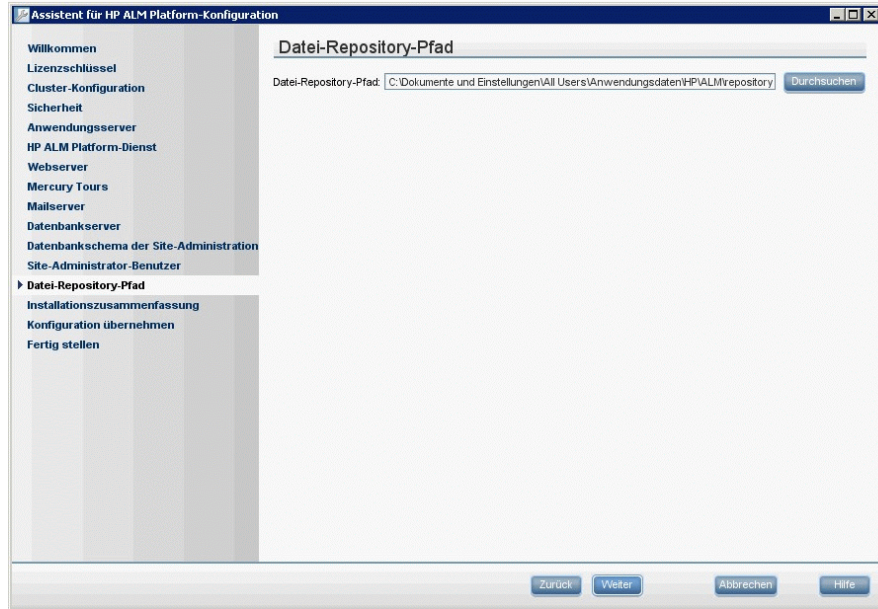 Assistent für HP ALM Platform-Konfiguration
Willkommen
Lizenzschlüssel
Cluster-Konfiguration
Sicherheit
Anwendungsserver
HP ALM Platform-Dienst
Webserver
Mercury Tours
Mailserver
Datenbankserver
Datenbankschema der Site-Administration
Site-Administrator-Benutzer
Datei-Repository-Pfad
Installationszusammenfassung
Konfiguration übernehmen
Fertig stellen
Datei-Repository-Pfad
Datei-Repository-Pfad: C:\Dokumente und Einstellungen\All Users\Anwendungsdaten\HP\ALM\repository Durchsuchen
Zurück Weiter Abbrechen Hilfe